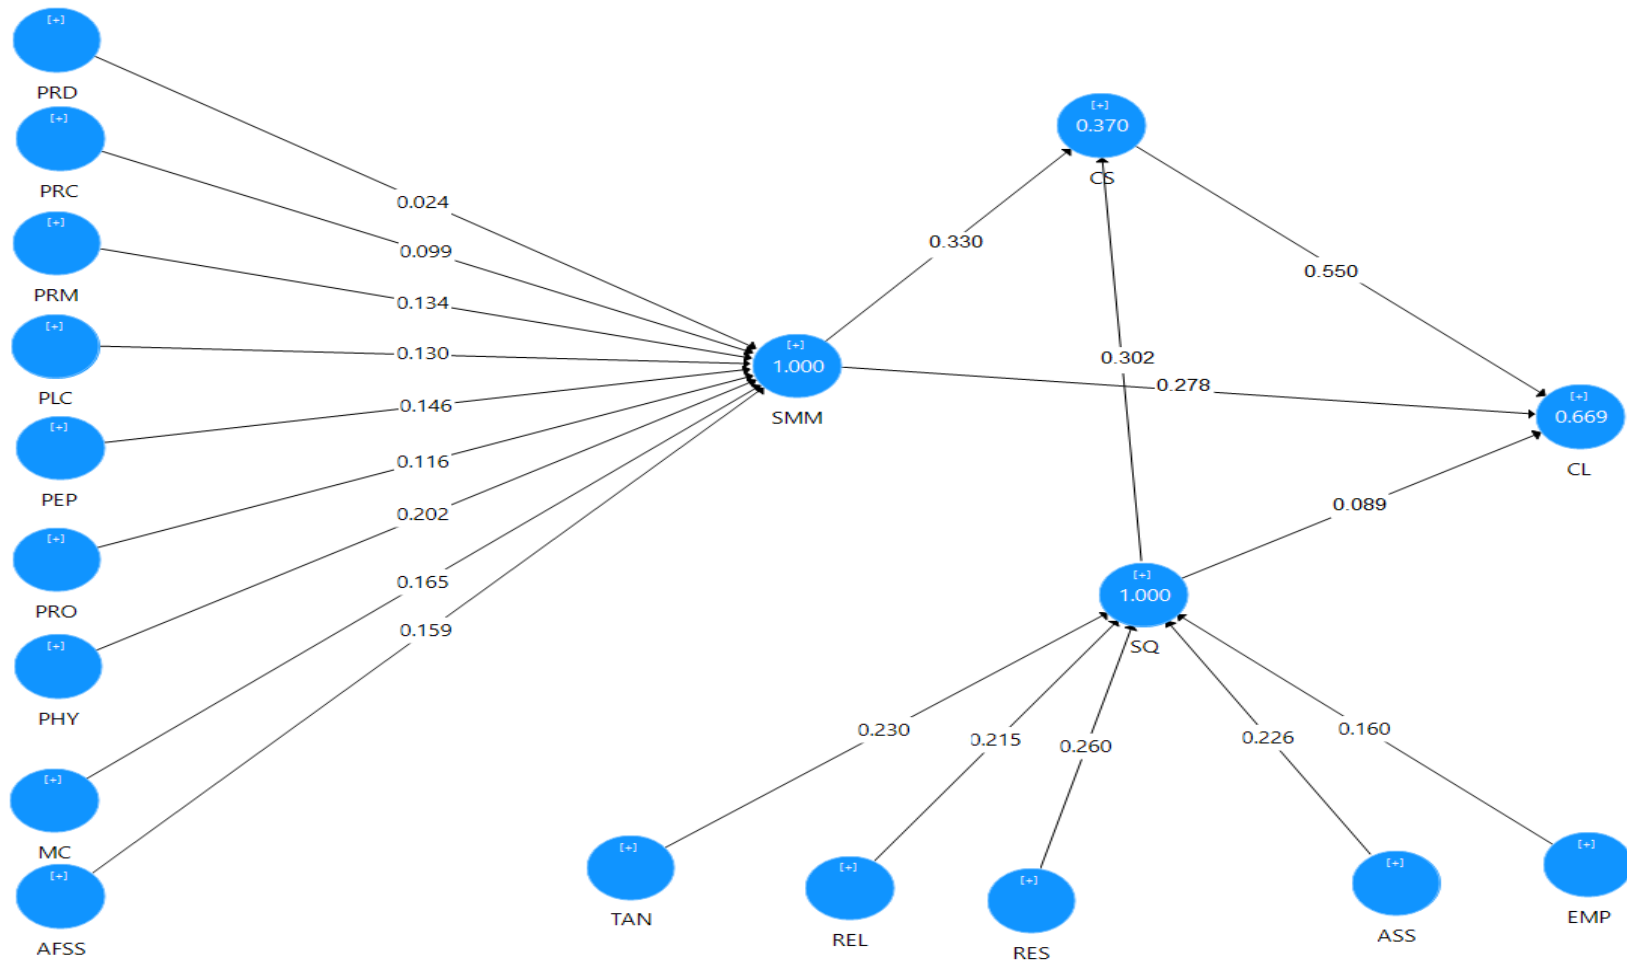 [+]
PRD
[+]
PRC
[+]
PRM
[+]
PLC
[+]
PEP
[+]
PRO
[+]
PHY
[+]
MC
[+]
AFSS
0.024
0.099
0.134
0.130
0.146
0.116
0.202
0.165
0.159
[+]
1.000
SMM
0.330
[+]
0.370
CS
0.302
0.278
0.550
[+]
0.669
CL
0.089
[+]
1.000
SQ
0.230
0.215
0.260
0.226
0.160
[+]
TAN
[+]
REL
[+]
RES
[+]
ASS
[+]
EMP